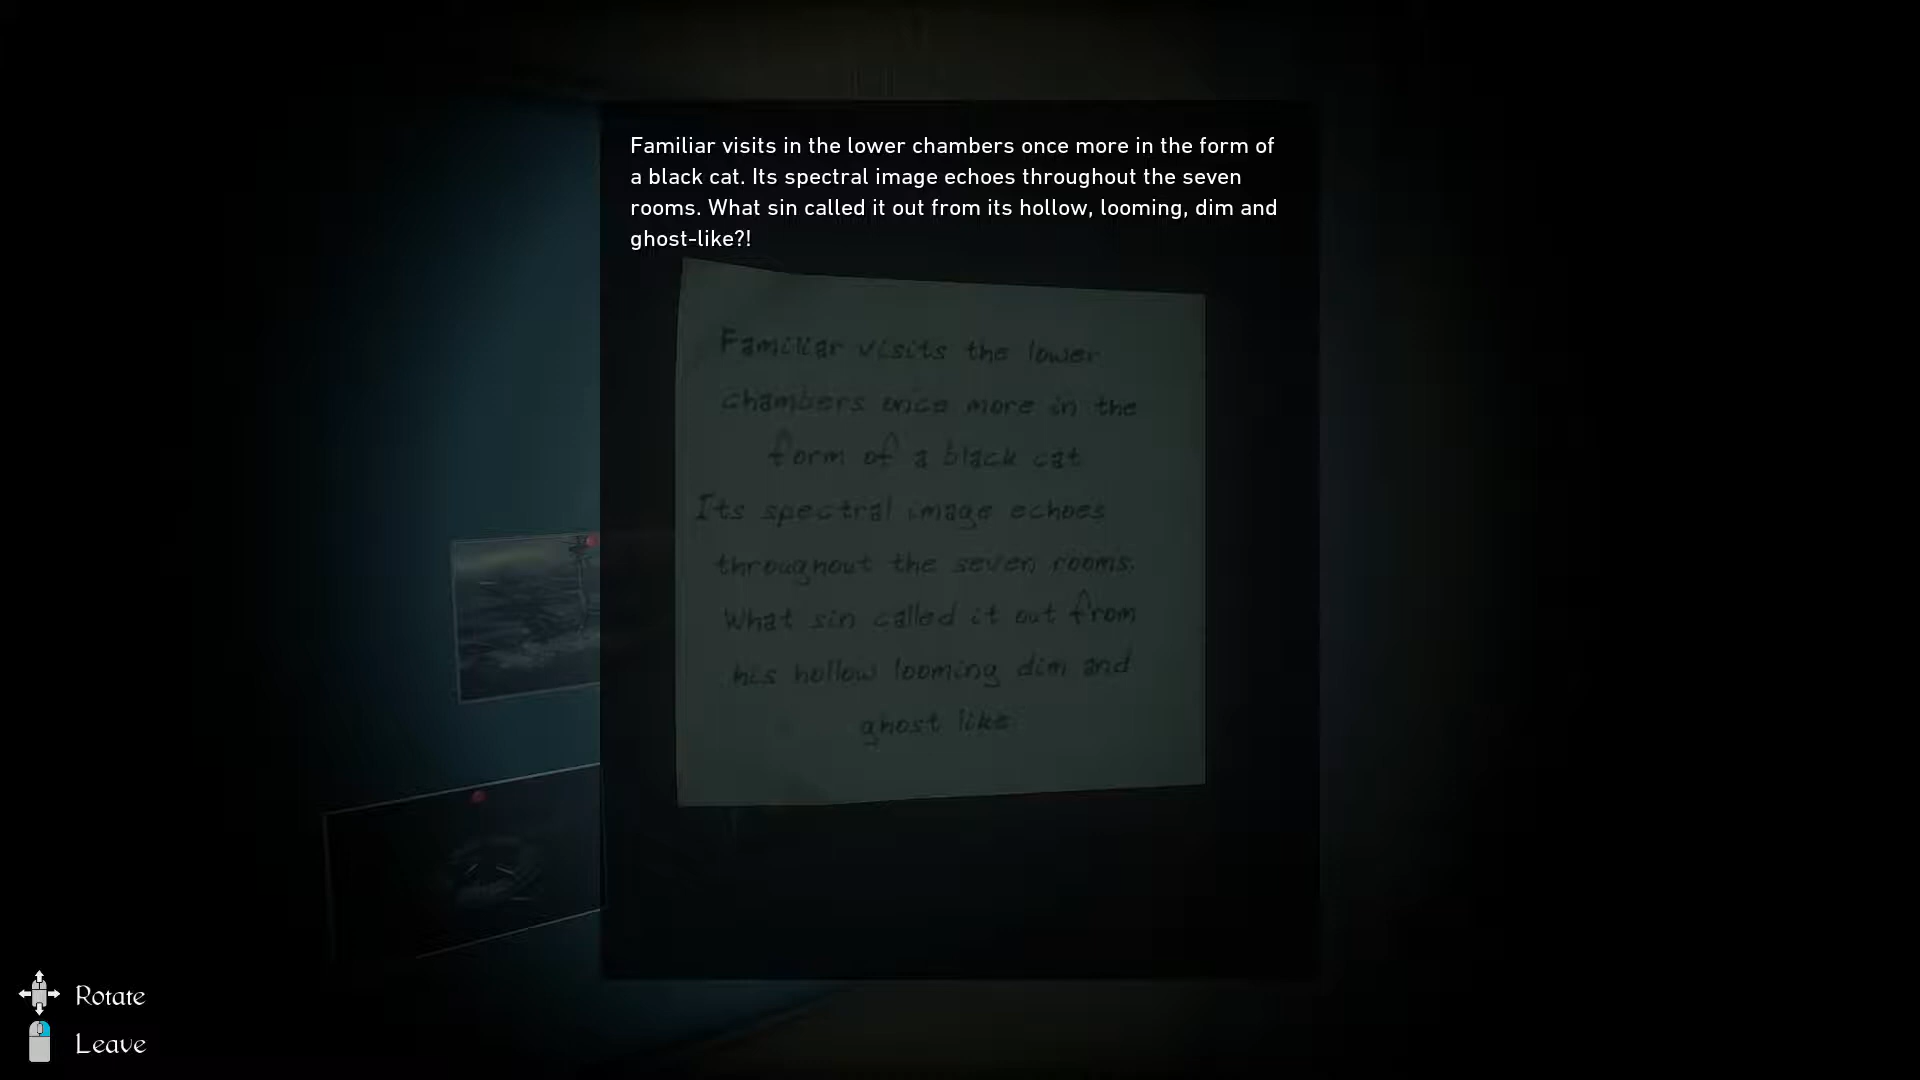 Familiar visits in the lower chambers once more in the form of
a black cat. Its spectral image echoes throughout the seven
rooms. What sin called it out from its hollow, looming, dim and
ghost-like?!
Familiar visits the lower
chambers once more in the
form of a black cat
Its spectral image echoes
throughout the seven rooms.
What sin called it out from
his hollow looming dim and
ghost like
Rotate
Leave